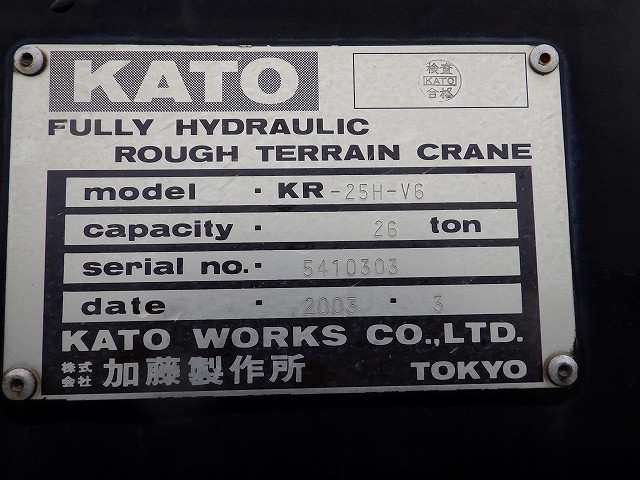 KATO
検査
KATO
合格
FULLY HYDRAULIC
ROUGH TERRAIN CRANE
model · KR-25H-V6
capacity · 26 ton
serial no. · 5410303
date · 2003 · 3
KATO WORKS CO.,LTD.
株式会社 加藤製作所 TOKYO